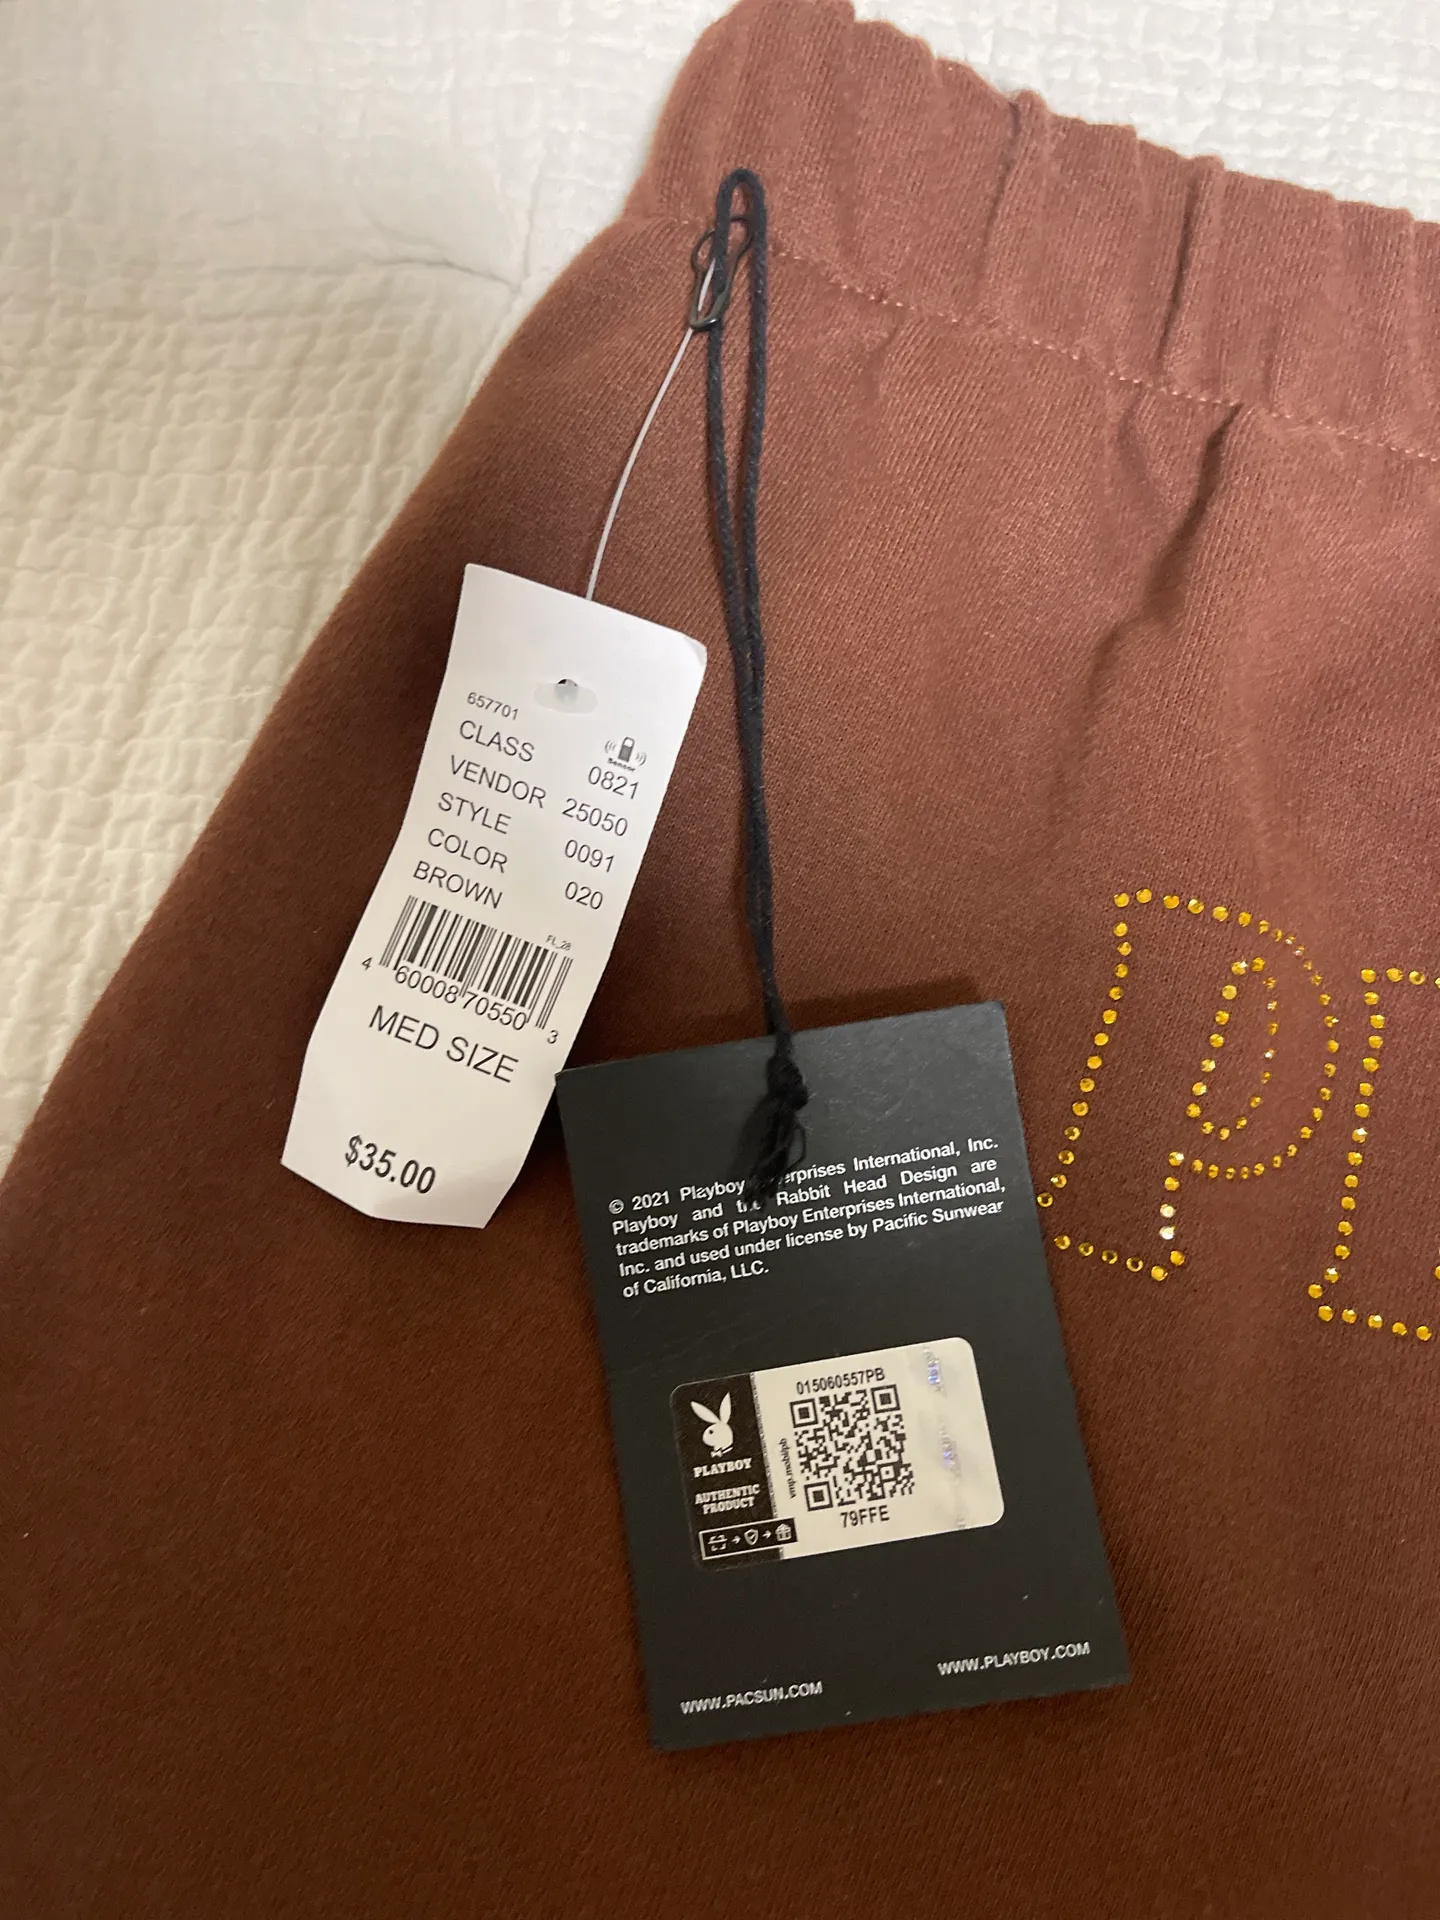 657701
Sensor
CLASS 0821
VENDOR 25050
STYLE 0091
COLOR 020
BROWN
FL_28
4 60008 70550 3
MED SIZE
$35.00
© 2021 Playboy International, Inc.
Playboy and Rabbit Head Design are
trademarks of Playboy Enterprises International,
Inc. and used under license by Pacific Sunwear
of California, LLC.
015060557PB
PLAYBOY
AUTHENTIC
PRODUCT
79FFE
WWW.PACSUN.COM
WWW.PLAYBOY.COM
P